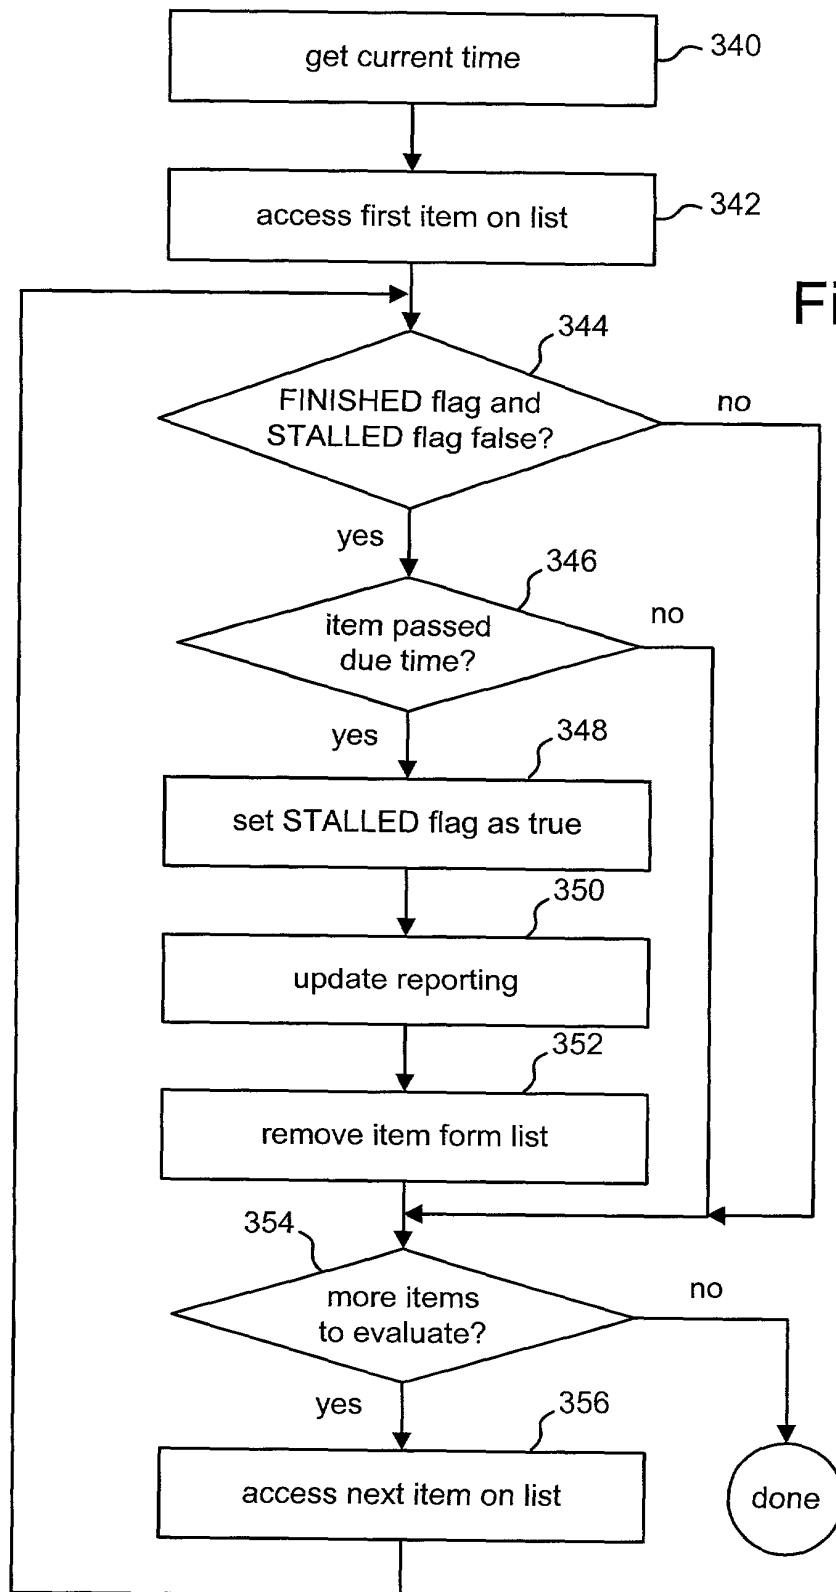 get current time
340
access first item on list
342
Fi
344
FINISHED flag and
STALLED flag false?
no
yes
346
item passed
due time?
no
yes
348
set STALLED flag as true
350
update reporting
352
remove item form list
354
more items
to evaluate?
no
yes
356
access next item on list
done